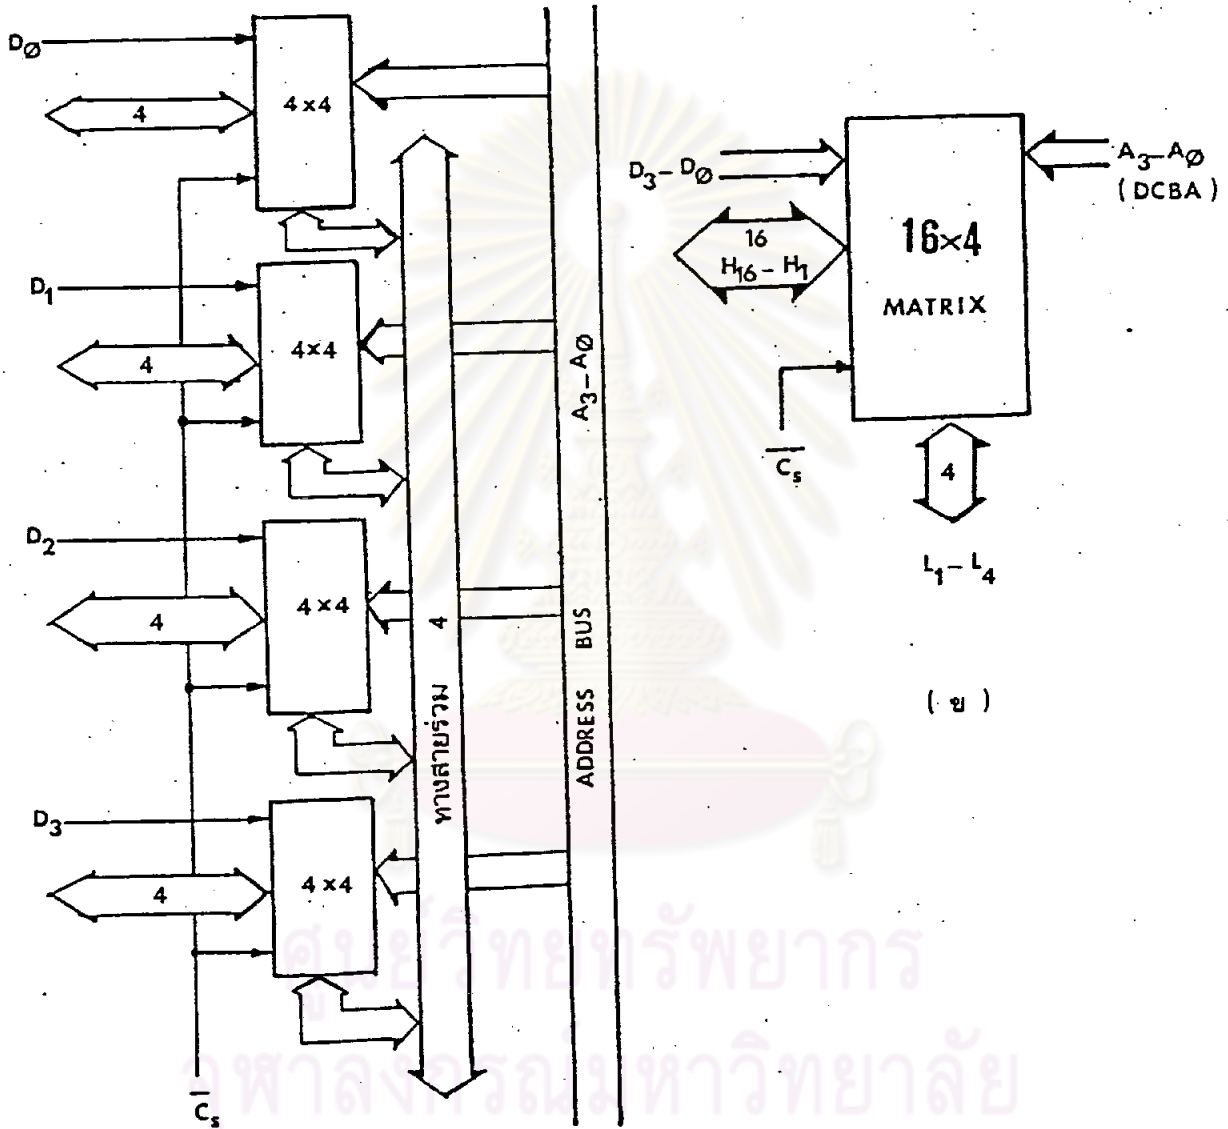 DØ
4×4
4
D1
4×4
4
D2
4×4
4
D3
4×4
4
C̅s
ทางสายร่วม 4
ADDRESS BUS A3–AØ
D3–DØ
A3–AØ
(DCBA)
16×4
MATRIX
16
H16–H1
C̅s
4
L1–L4
(ข)
ศูนย์วิทยทรัพยากร
จุฬาลงกรณ์มหาวิทยาลัย